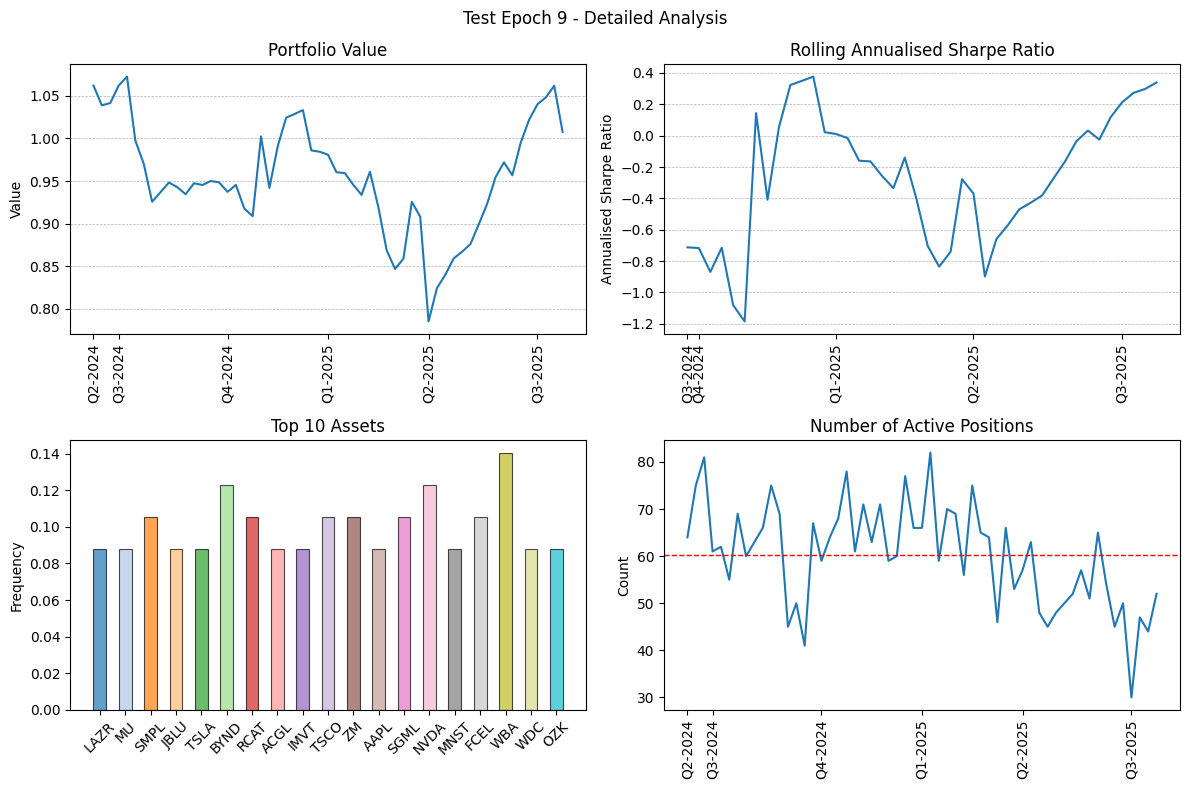 Test Epoch 9 - Detailed Analysis
Portfolio Value
Value
1.05
1.00
0.95
0.90
0.85
0.80
Q2-2024
Q3-2024
Q4-2024
Q1-2025
Q2-2025
Q3-2025
Rolling Annualised Sharpe Ratio
Annualised Sharpe Ratio
0.4
0.2
0.0
−0.2
−0.4
−0.6
−0.8
−1.0
−1.2
Q3-2024
Q4-2024
Q1-2025
Q2-2025
Q3-2025
Top 10 Assets
Frequency
0.14
0.12
0.10
0.08
0.06
0.04
0.02
0.00
LAZR
MU
SMPL
JBLU
TSLA
BYND
RCAT
ACGL
IMVT
TSCO
ZM
AAPL
SGML
NVDA
MNST
FCEL
WBA
WDC
OZK
Number of Active Positions
Count
80
70
60
50
40
30
Q2-2024
Q3-2024
Q4-2024
Q1-2025
Q2-2025
Q3-2025